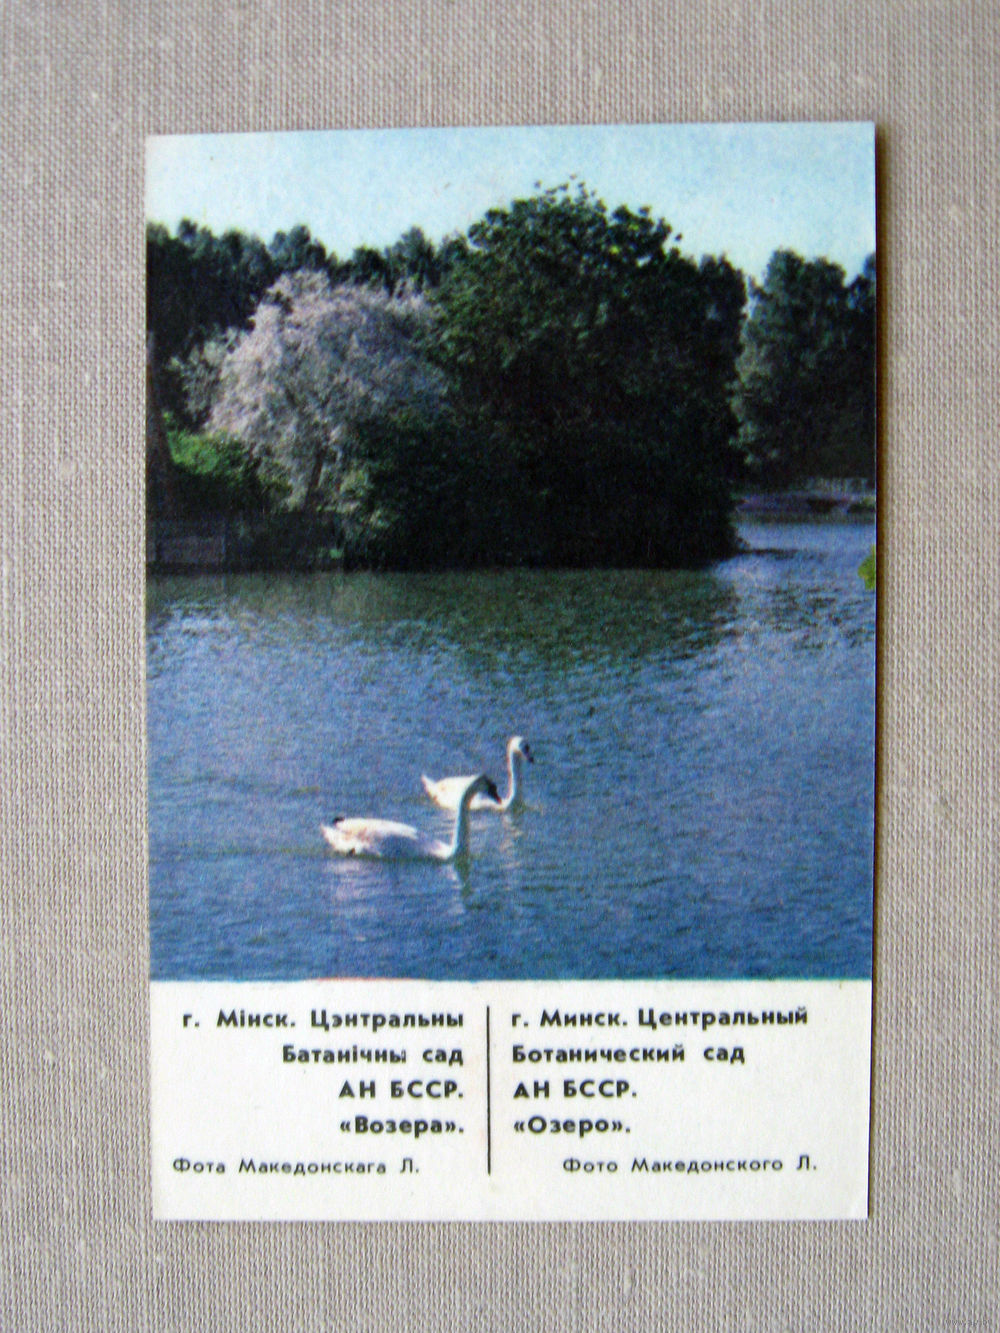 г. Мінск. Цэнтральны
Батанічны сад
АН БССР.
«Возера».
Фота Македонскага Л.
г. Минск. Центральный
Ботанический сад
АН БССР.
«Озеро».
Фото Македонского Л.